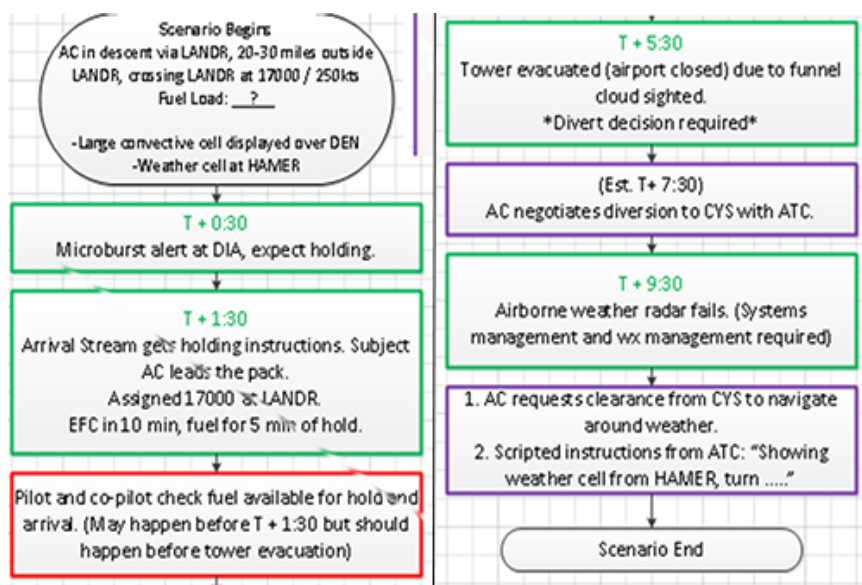 Scenario Begins
AC in descent via LANDR, 20-30 miles outside
LANDR, crossing LANDR at 17000 / 250kts
Fuel Load: __?__
-Large convective cell displayed over DEN
-Weather cell at HAMER
T + 0:30
Microburst alert at DIA, expect holding.
T + 1:30
Arrival Stream gets holding instructions. Subject
AC leads the pack.
Assigned 17000 at LANDR.
EFC in 10 min, fuel for 5 min of hold.
Pilot and co-pilot check fuel available for hold and
arrival. (May happen before T + 1:30 but should
happen before tower evacuation)
T + 5:30
Tower evacuated (airport closed) due to funnel
cloud sighted.
*Divert decision required*
(Est. T+ 7:30)
AC negotiates diversion to CYS with ATC.
T + 9:30
Airborne weather radar fails. (Systems
management and wx management required)
1. AC requests clearance from CYS to navigate
around weather.
2. Scripted instructions from ATC: “Showing
weather cell from HAMER, turn .....”
Scenario End